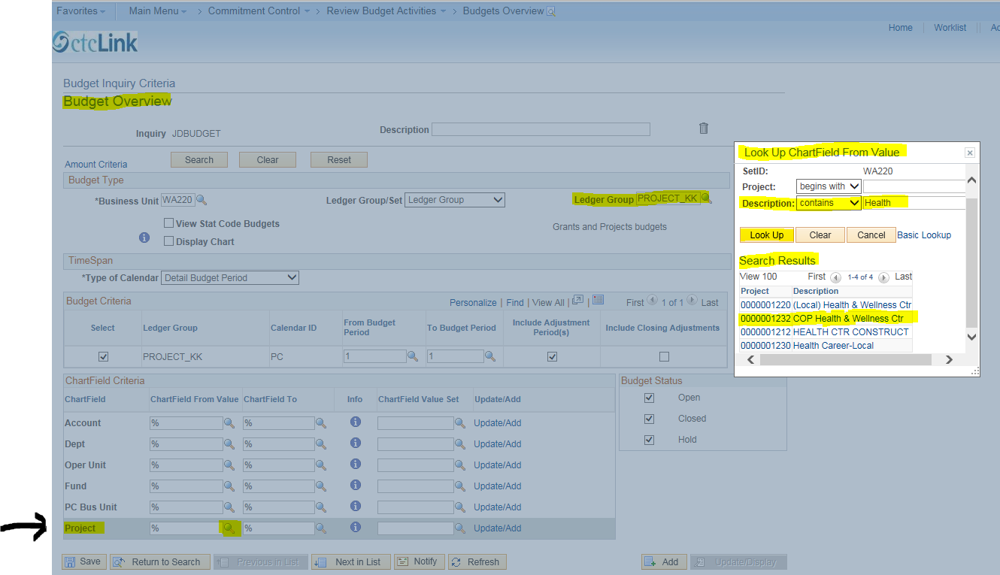 Favorites Main Menu > Commitment Control > Review Budget Activities > Budgets Overview
Home Worklist Ad
ctcLink
Budget Inquiry Criteria
Budget Overview
Inquiry JDBUDGET Description
Amount Criteria Search Clear Reset
Budget Type
*Business Unit WA220 Ledger Group/Set Ledger Group Ledger Group PROJECT_KK
View Stat Code Budgets Grants and Projects budgets
Display Chart
TimeSpan
*Type of Calendar Detail Budget Period
Budget Criteria Personalize | Find | View All | First 1 of 1 Last
Select Ledger Group Calendar ID From Budget Period To Budget Period Include Adjustment Period(s) Include Closing Adjustments
PROJECT_KK PC 1 1
ChartField Criteria
ChartField ChartField From Value ChartField To Info ChartField Value Set Update/Add
Account % % Update/Add
Dept % % Update/Add
Oper Unit % % Update/Add
Fund % % Update/Add
PC Bus Unit % % Update/Add
Project % % Update/Add
Budget Status
Open
Closed
Hold
Save Return to Search Previous in List Next in List Notify Refresh Add Update/Display
Look Up ChartField From Value
SetID: WA220
Project: begins with
Description: contains Health
Look Up Clear Cancel Basic Lookup
Search Results
View 100 First 1-4 of 4 Last
Project Description
0000001220 (Local) Health & Wellness Ctr
0000001232 COP Health & Wellness Ctr
0000001212 HEALTH CTR CONSTRUCT
0000001230 Health Career-Local